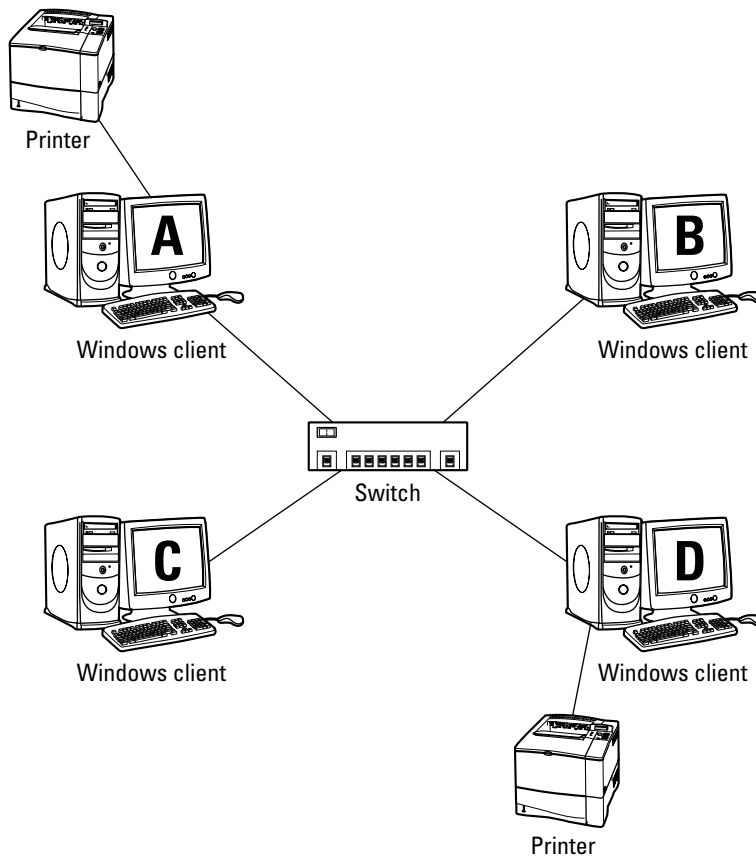 Printer
A
B
Windows client
Windows client
Switch
C
D
Windows client
Windows client
Printer